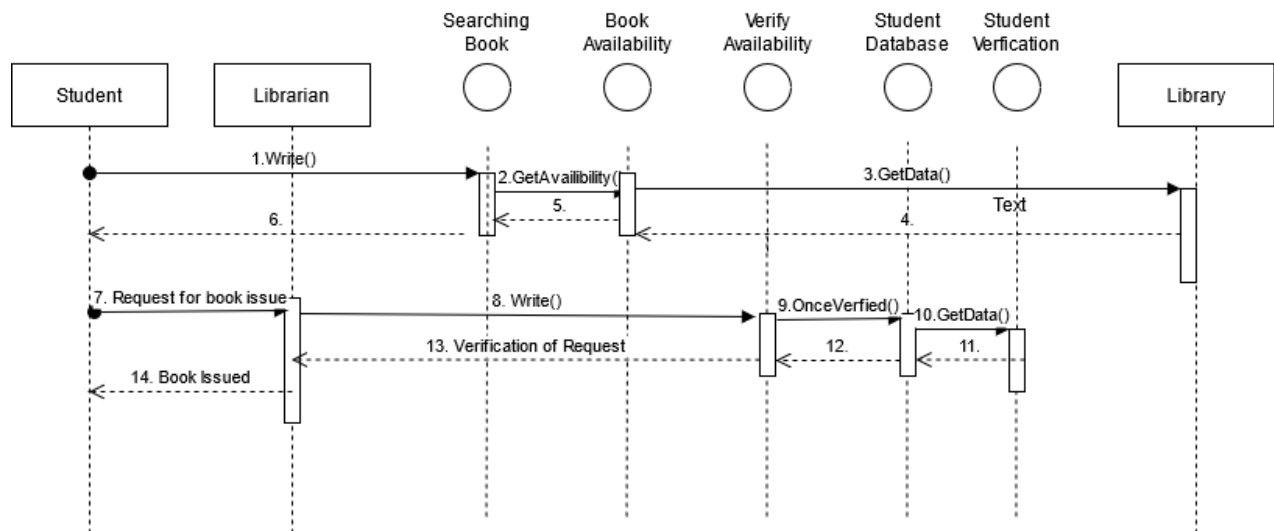 Searching
Book
Book
Availability
Verify
Availability
Student
Database
Student
Verfication
Student
Librarian
Library
1.Write()
2.GetAvailibility()
3.GetData()
Text
5.
6.
4.
7. Request for book issue
8. Write()
9.OnceVerfied()
10.GetData()
13. Verification of Request
12.
11.
14. Book Issued